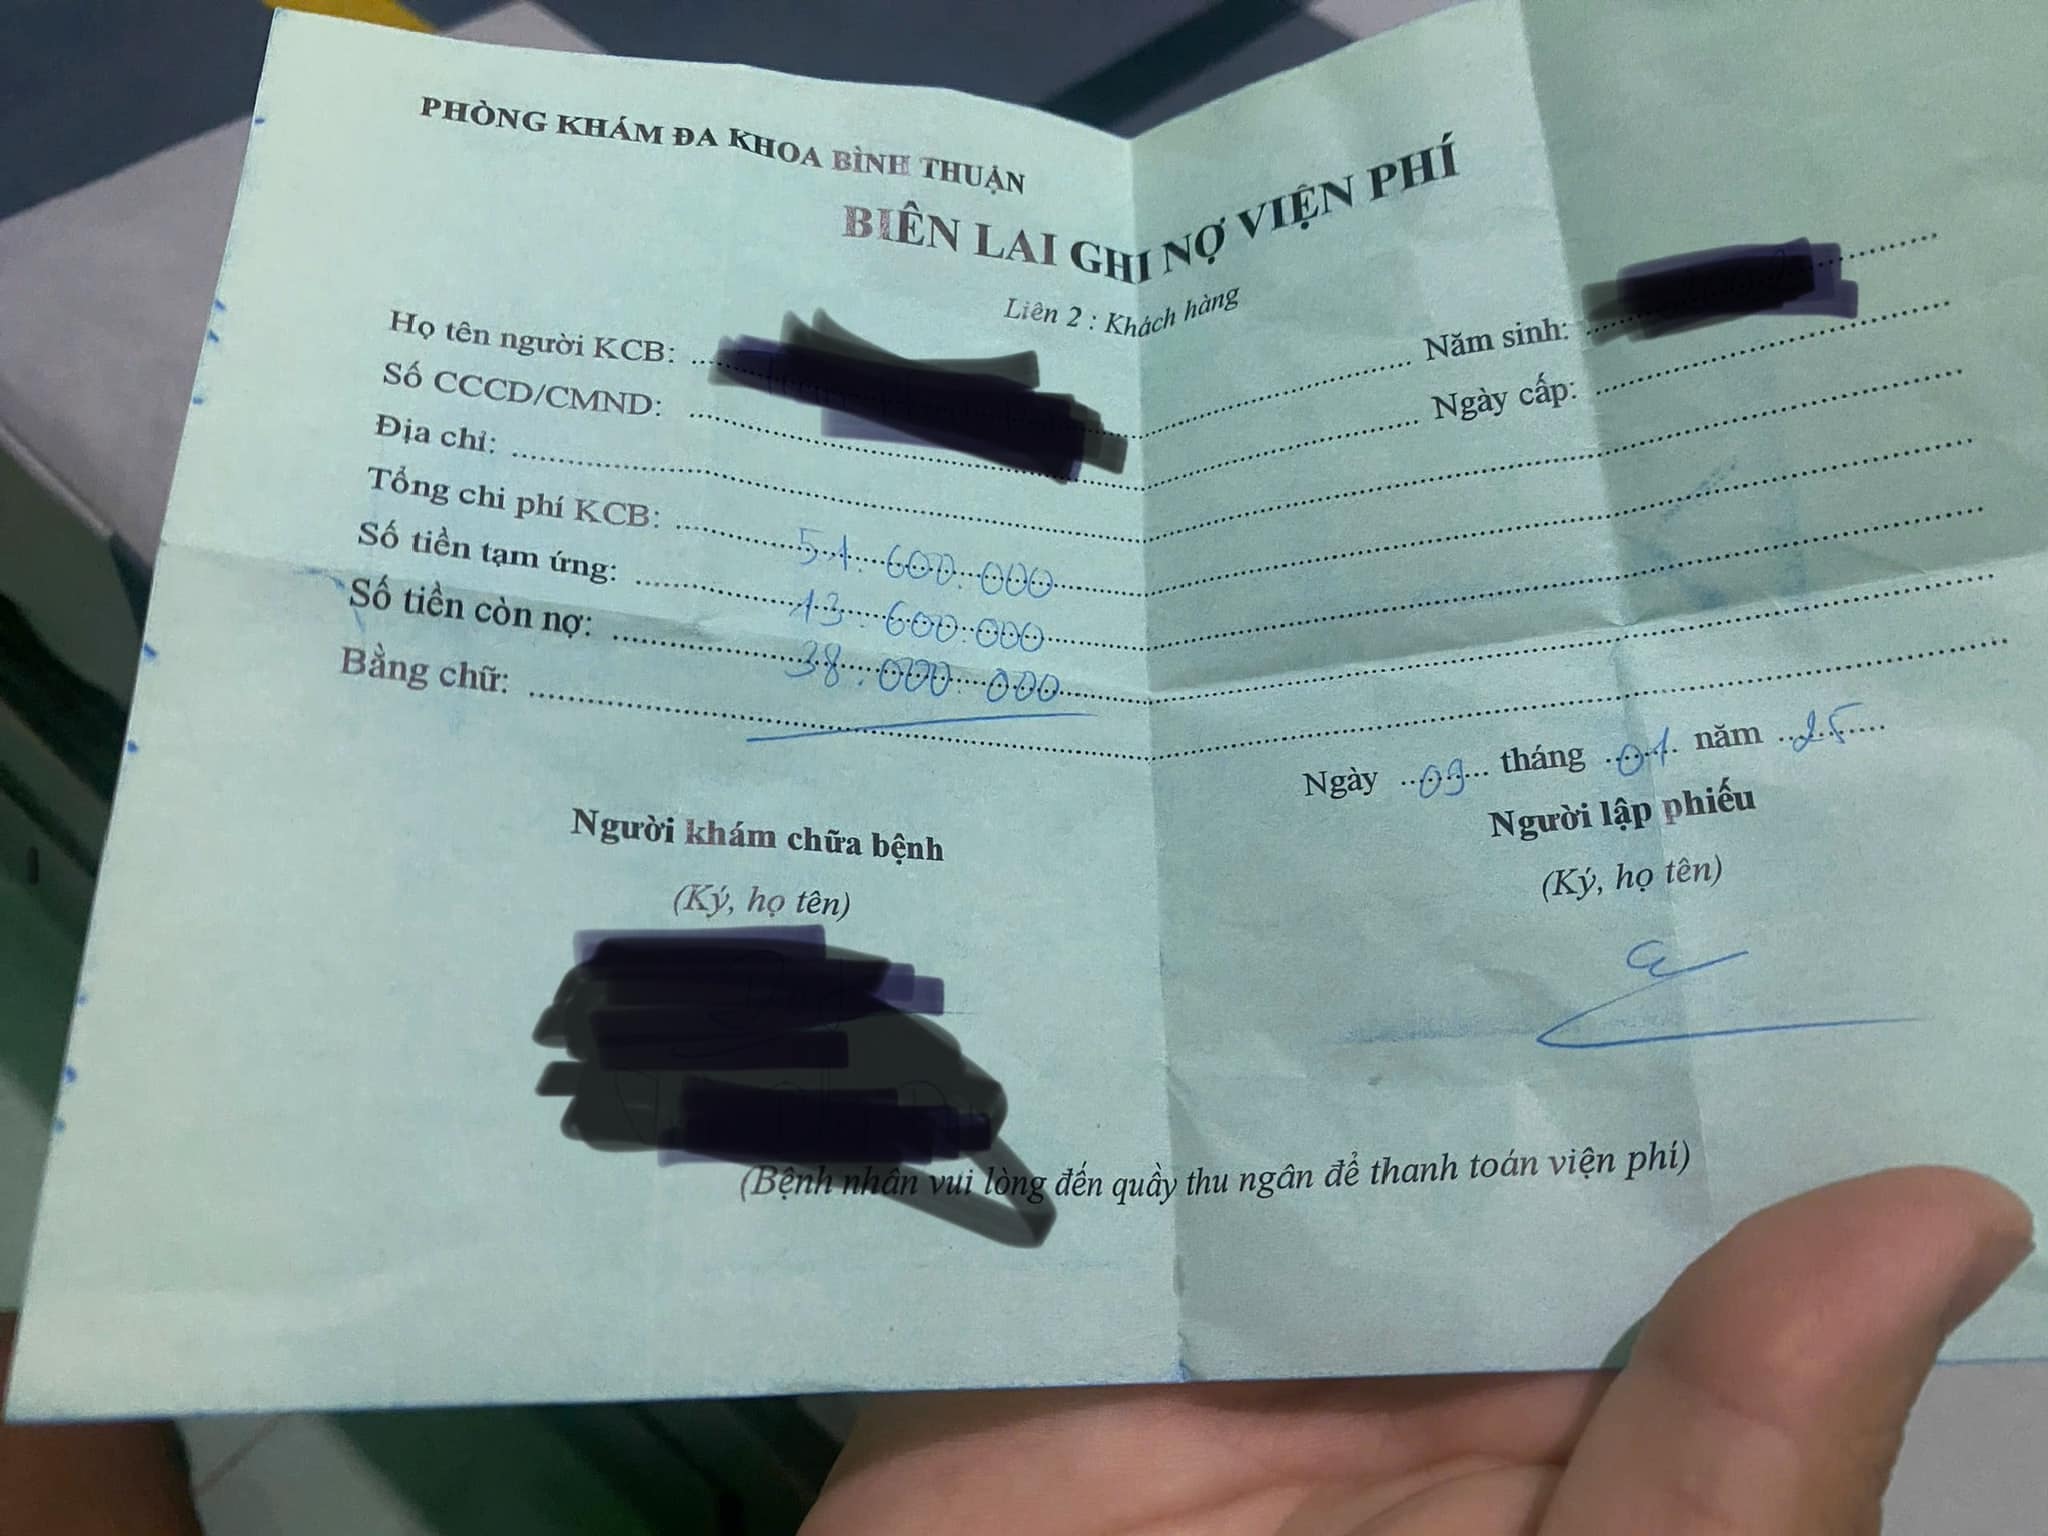 PHÒNG KHÁM ĐA KHOA BÌNH THUẬN
BIÊN LAI GHI NỢ VIỆN PHÍ
Liên 2 : Khách hàng
Họ tên người KCB: Năm sinh:
Số CCCD/CMND: Ngày cấp:
Địa chỉ:
Tổng chi phí KCB: 51.600.000
Số tiền tạm ứng: 13.600.000
Số tiền còn nợ: 38.000.000
Bằng chữ:
Ngày 09 tháng 01 năm 25
Người khám chữa bệnh Người lập phiếu
(Ký, họ tên) (Ký, họ tên)
(Bệnh nhân vui lòng đến quầy thu ngân để thanh toán viện phí)